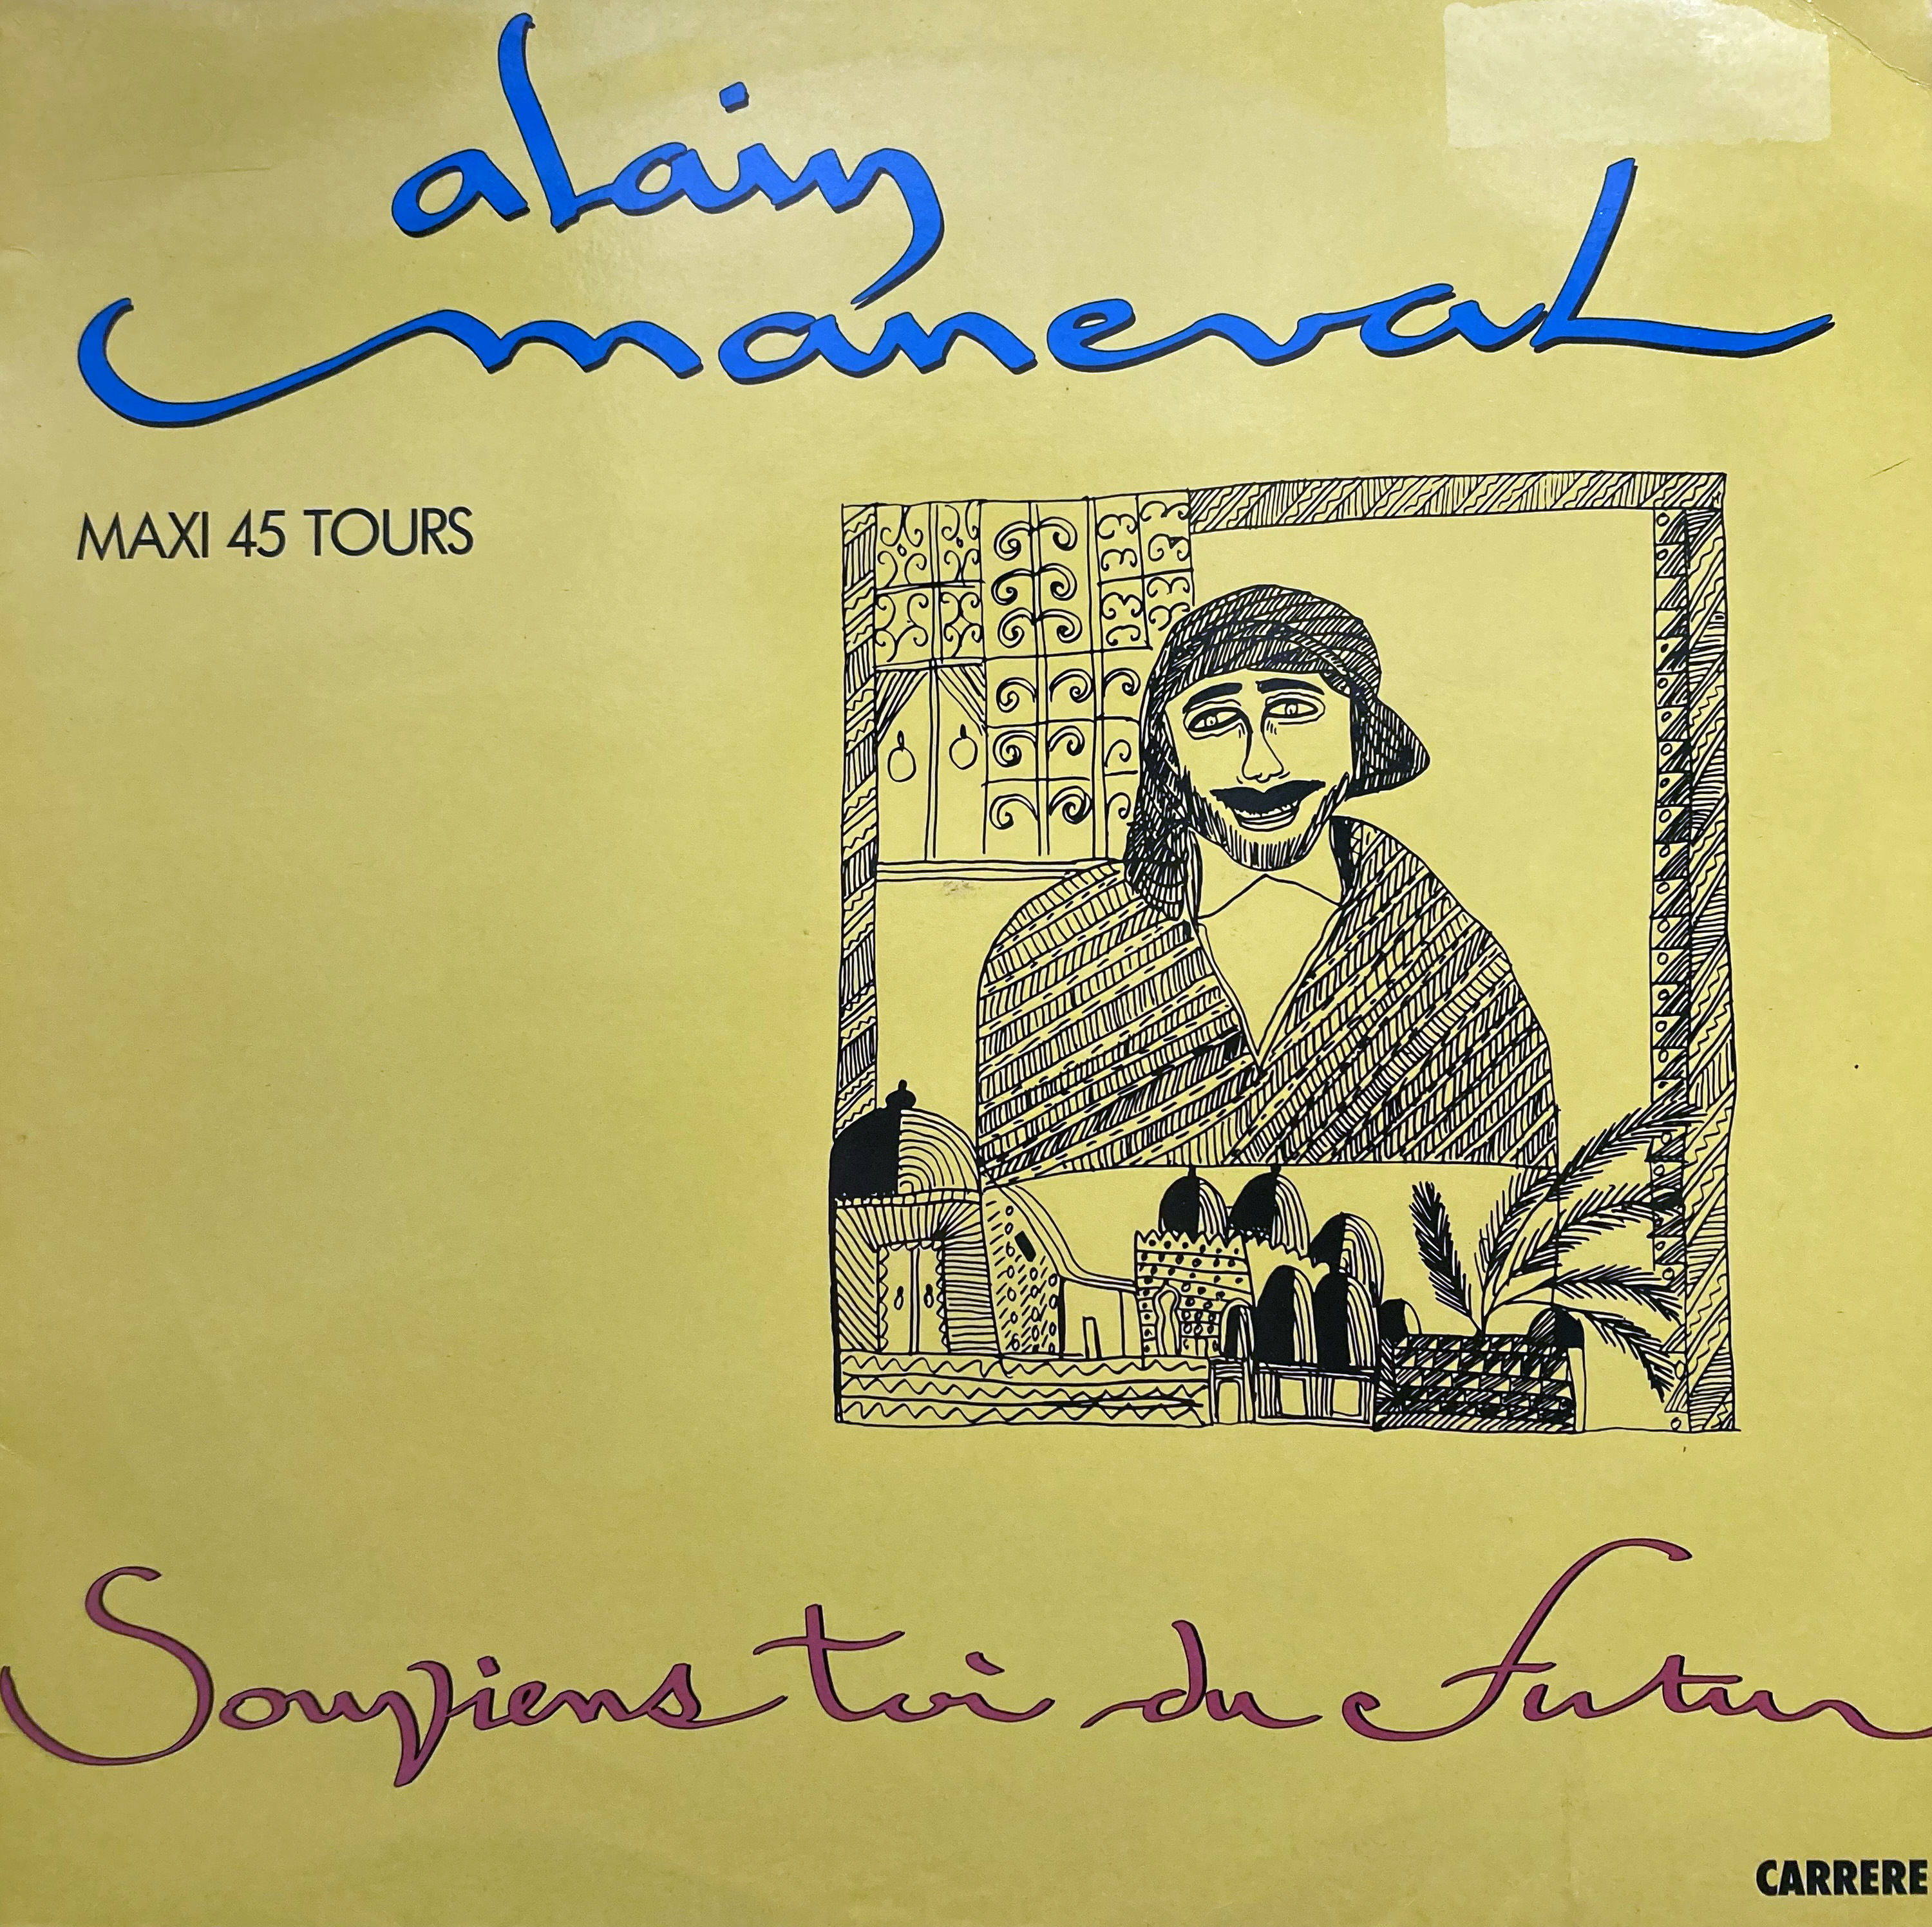 alain
maneval
MAXI 45 TOURS
Souviens toi du futur
CARRERE